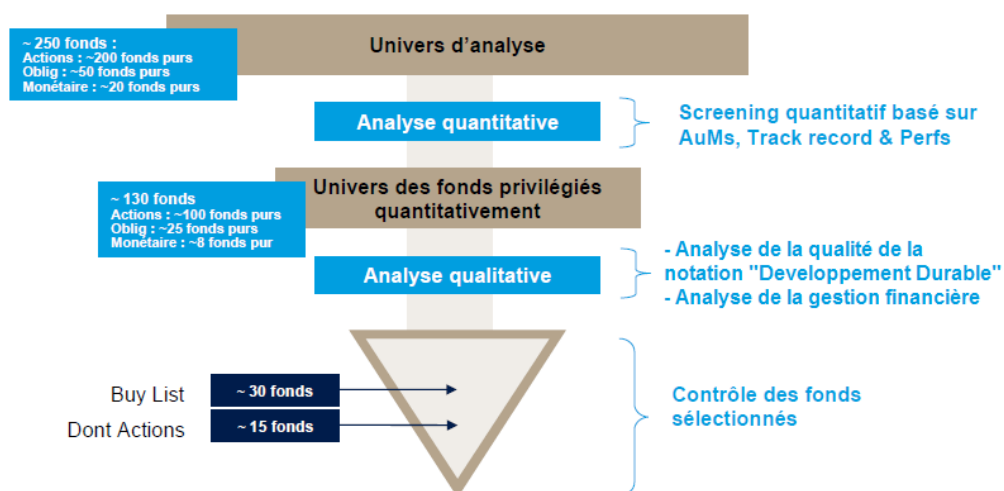 Univers d'analyse
~ 250 fonds :
Actions : ~200 fonds purs
Oblig : ~50 fonds purs
Monétaire : ~20 fonds purs
Analyse quantitative
Screening quantitatif basé sur
AuMs, Track record & Perfs
Univers des fonds privilégiés
quantitativement
~ 130 fonds
Actions : ~100 fonds purs
Oblig : ~25 fonds purs
Monétaire : ~8 fonds pur
Analyse qualitative
- Analyse de la qualité de la
notation "Developpement Durable"
- Analyse de la gestion financière
Buy List
~ 30 fonds
Dont Actions
~ 15 fonds
Contrôle des fonds
sélectionnés